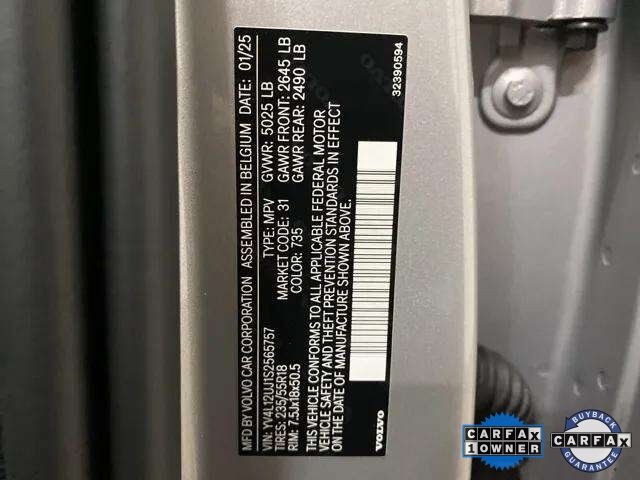 MFD BY VOLVO CAR CORPORATION ASSEMBLED IN BELGIUM DATE: 01/25
VIN: YV4L12UU1S2565757 TYPE: MPV GVWR: 5025 LB
TIRES: 235/55R18 MARKET CODE: 31 GAWR FRONT: 2645 LB
RIM: 7.5Jx18x50.5 COLOR: 735 GAWR REAR: 2490 LB
THIS VEHICLE CONFORMS TO ALL APPLICABLE FEDERAL MOTOR
VEHICLE SAFETY AND THEFT PREVENTION STANDARDS IN EFFECT
ON THE DATE OF MANUFACTURE SHOWN ABOVE.
VOLVO
32390594
CARFAX
1 OWNER
BUYBACK
CARFAX
GUARANTEE